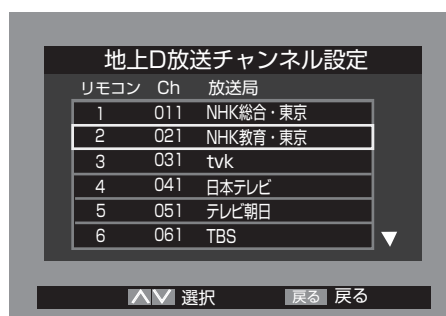 地上D放送チャンネル設定
リモコン Ch 放送局
1 011 NHK総合・東京
2 021 NHK教育・東京
3 031 tvk
4 041 日本テレビ
5 051 テレビ朝日
6 061 TBS ▼
∧∨ 選択 戻る 戻る